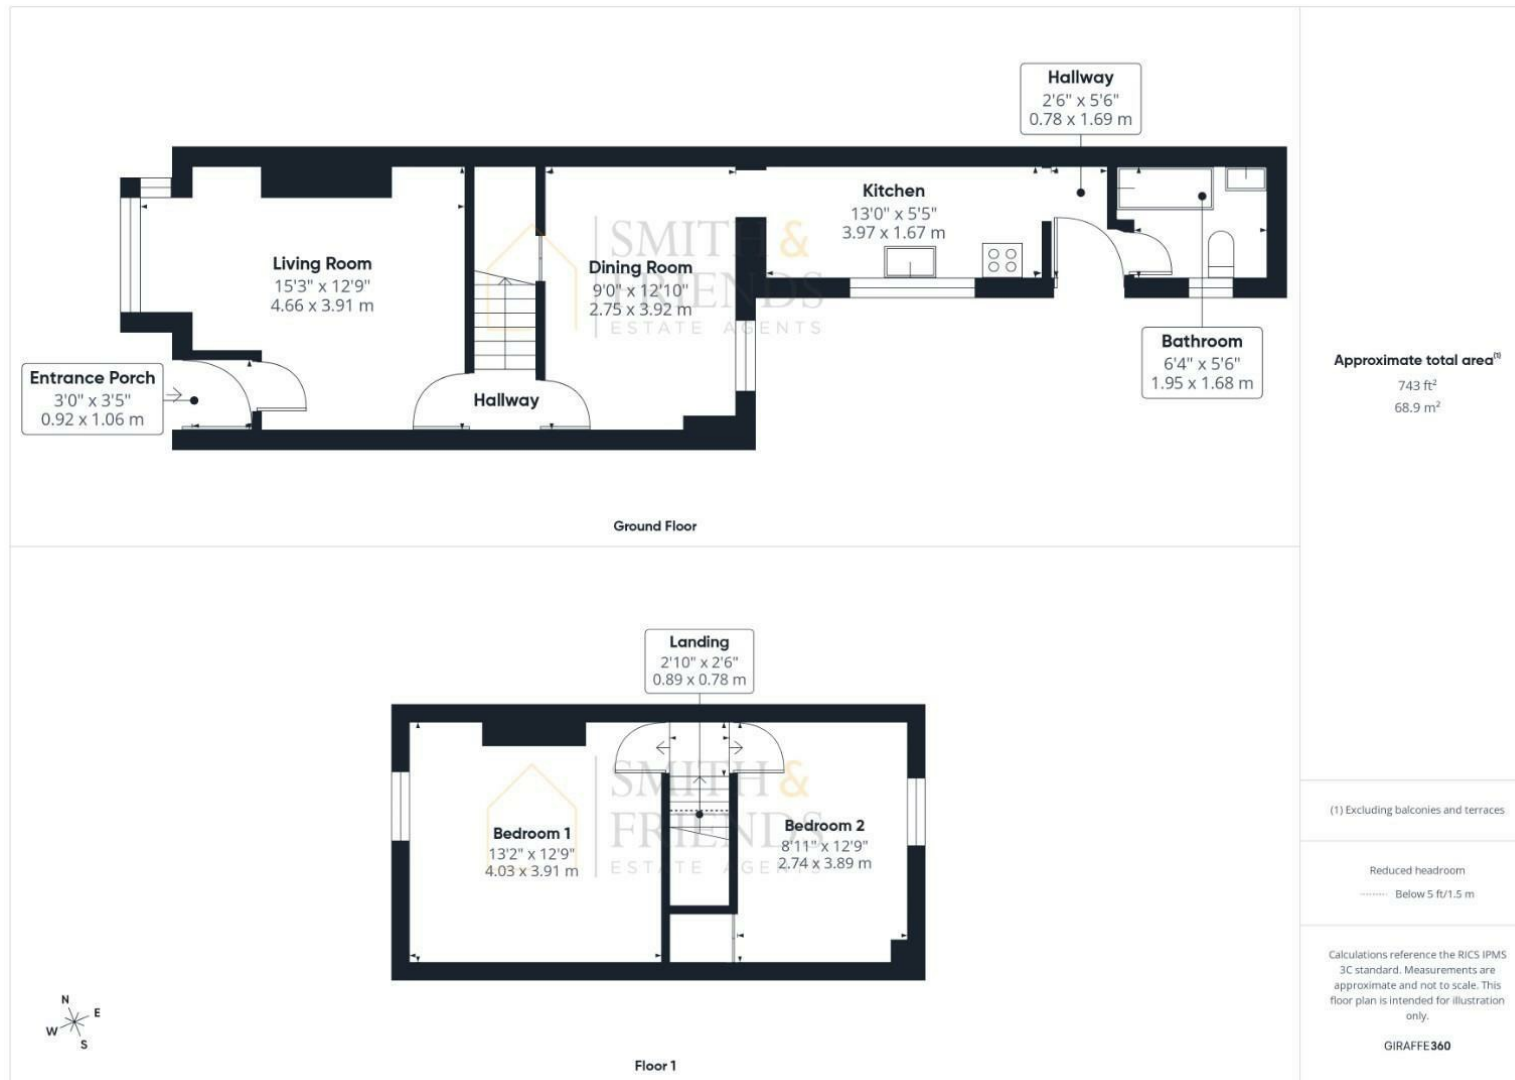 Hallway
2'6" x 5'6"
0.78 x 1.69 m
Kitchen
13'0" x 5'5"
3.97 x 1.67 m
SMITH &
FRIENDS
ESTATE AGENTS
Living Room
15'3" x 12'9"
4.66 x 3.91 m
Dining Room
9'0" x 12'10"
2.75 x 3.92 m
Bathroom
6'4" x 5'6"
1.95 x 1.68 m
Entrance Porch
3'0" x 3'5"
0.92 x 1.06 m
Hallway
Ground Floor
Landing
2'10" x 2'6"
0.89 x 0.78 m
SMITH &
FRIENDS
ESTATE AGENTS
Bedroom 1
13'2" x 12'9"
4.03 x 3.91 m
Bedroom 2
8'11" x 12'9"
2.74 x 3.89 m
N
E
W
S
Floor 1
Approximate total area(1)
743 ft²
68.9 m²
(1) Excluding balconies and terraces
Reduced headroom
Below 5 ft/1.5 m
Calculations reference the RICS IPMS
3C standard. Measurements are
approximate and not to scale. This
floor plan is intended for illustration
only.
GIRAFFE360